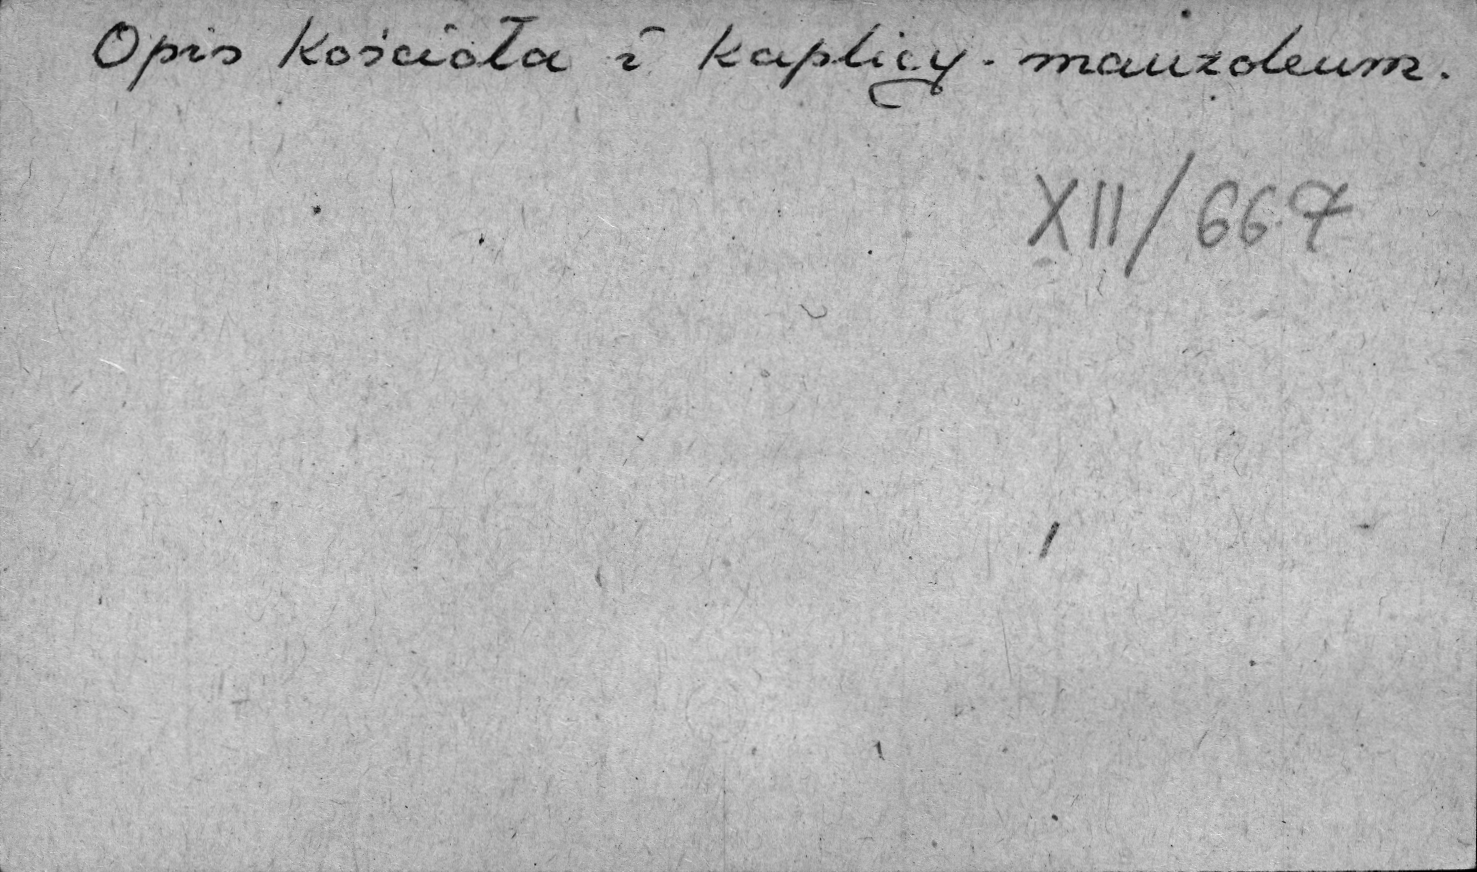 Opis kościoła i kaplicy - mauzoleum.
XII/667